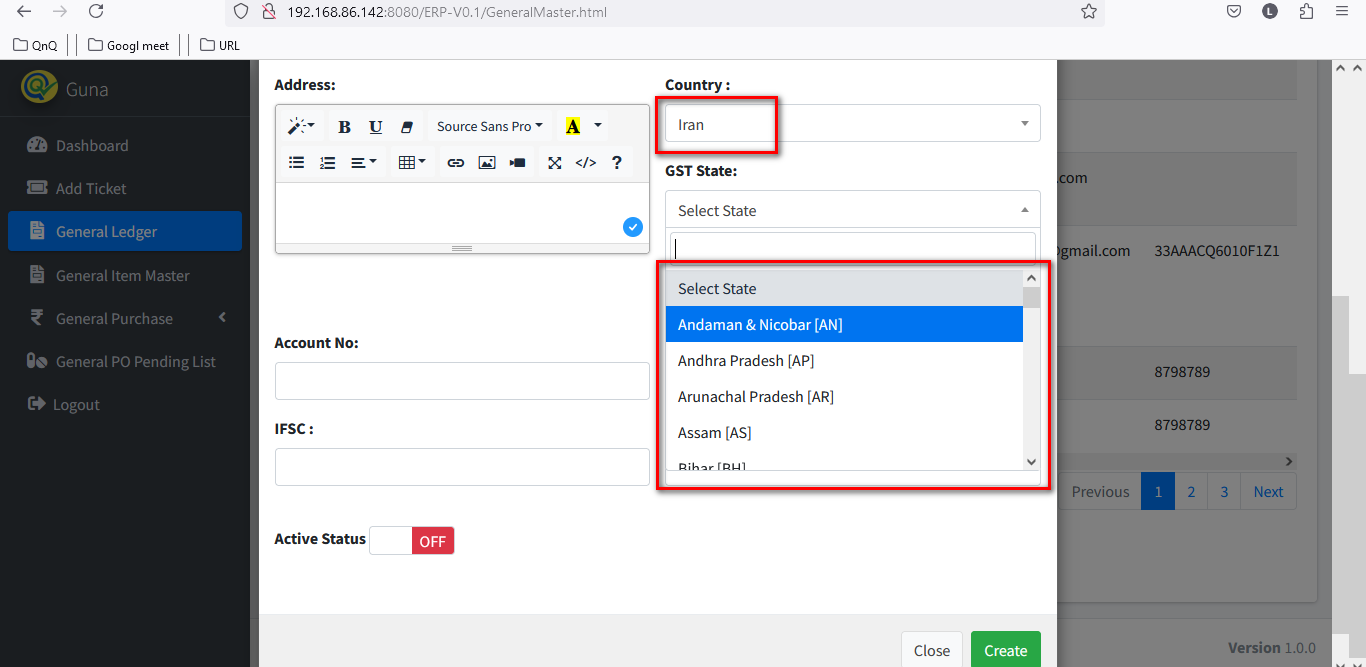 192.168.86.142:8080/ERP-V0.1/GeneralMaster.html
L
QnQ
Googl meet
URL
Guna
Dashboard
Add Ticket
General Ledger
General Item Master
General Purchase
General PO Pending List
Logout
Address:
B U Source Sans Pro A
</> ?
Account No:
IFSC :
Active Status OFF
Country :
Iran
GST State:
Select State
Select State
Andaman & Nicobar [AN]
Andhra Pradesh [AP]
Arunachal Pradesh [AR]
Assam [AS]
Bihar [BH]
Close
Create
.com
@gmail.com 33AAACQ6010F1Z1
8798789
8798789
Previous 1 2 3 Next
Version 1.0.0